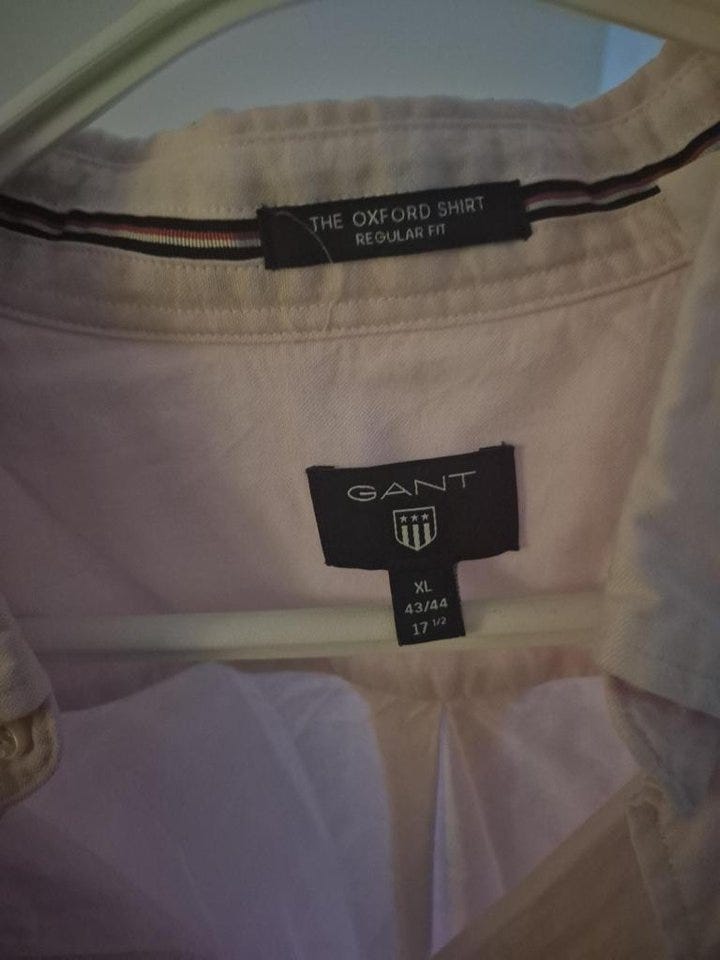 THE OXFORD SHIRT
REGULAR FIT
GANT
XL
43/44
17 1/2